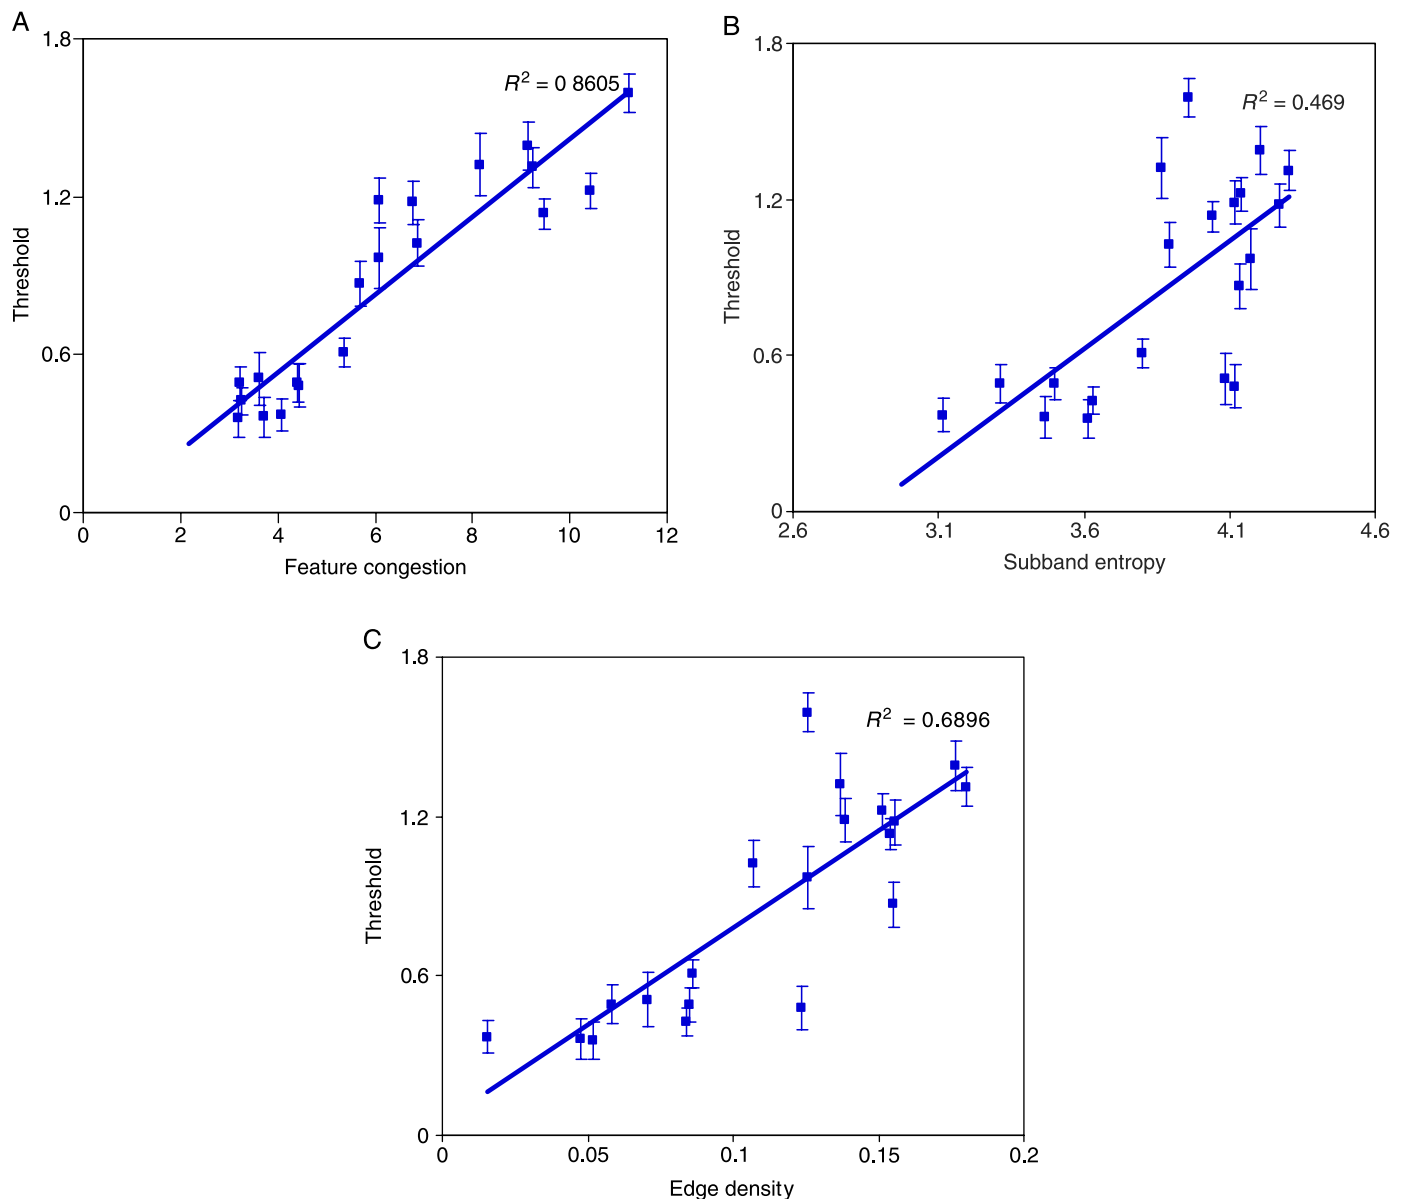 A
1.8
1.2
0.6
0
Threshold
R² = 0 8605
0 2 4 6 8 10 12
Feature congestion
B
1.8
1.2
0.6
0
Threshold
R² = 0.469
2.6 3.1 3.6 4.1 4.6
Subband entropy
C
1.8
1.2
0.6
0
Threshold
R² = 0.6896
0 0.05 0.1 0.15 0.2
Edge density